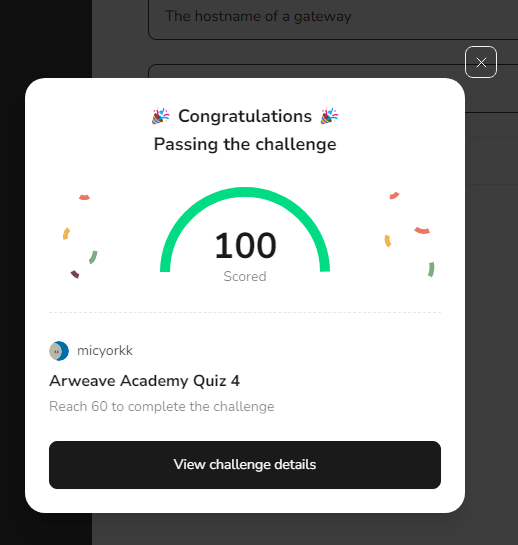 The hostname of a gateway
Congratulations
Passing the challenge
100
Scored
micyorkk
Arweave Academy Quiz 4
Reach 60 to complete the challenge
View challenge details